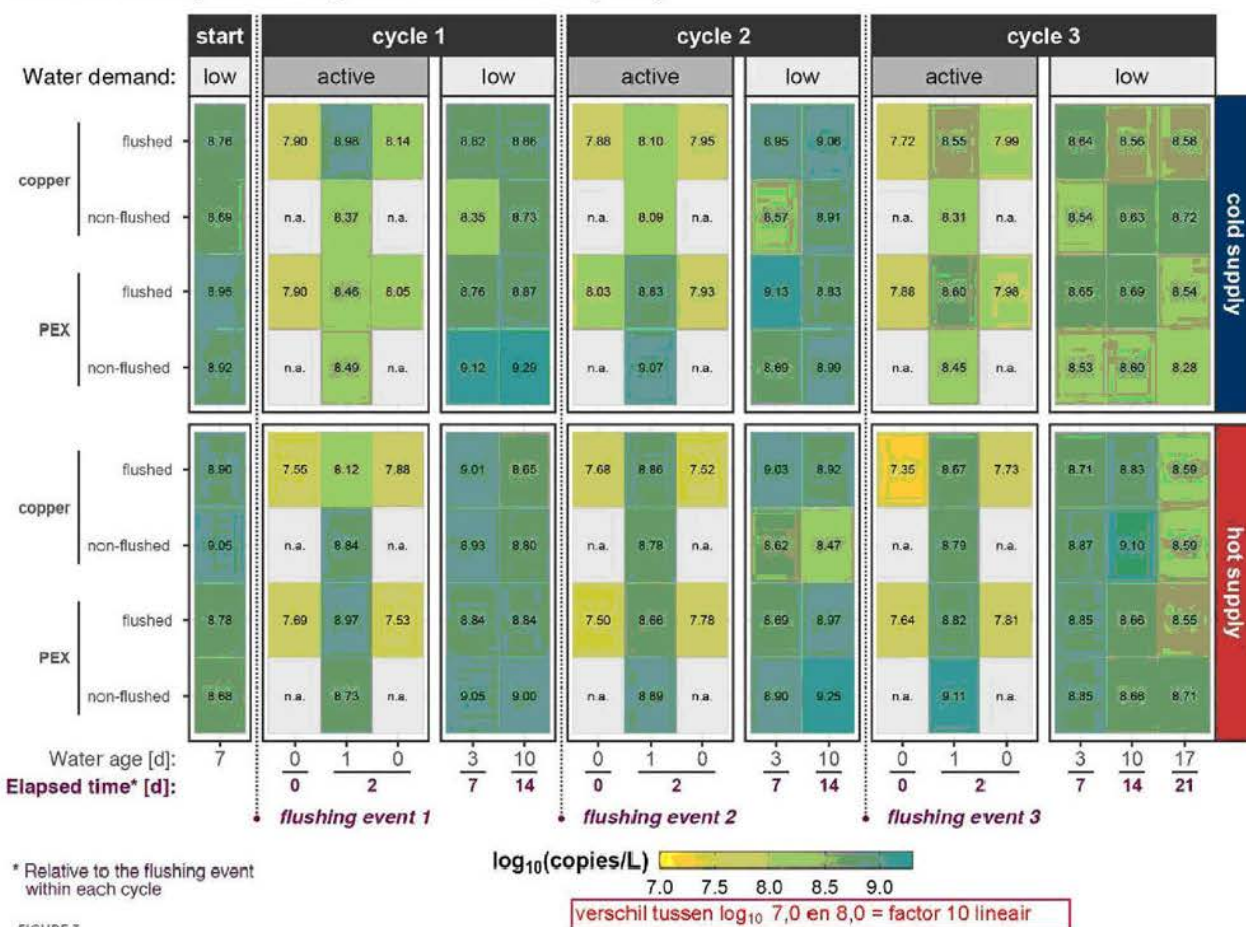 start cycle 1 cycle 2 cycle 3
Water demand: low active low active low active low
copper
flushed 8.76 7.90 8.98 8.14 8.82 8.86 7.88 8.10 7.95 8.95 9.06 7.72 8.55 7.99 8.64 8.56 8.58
non-flushed 8.69 n.a. 8.37 n.a. 8.35 8.73 n.a. 8.09 n.a. 8.57 8.91 n.a. 8.31 n.a. 8.54 8.63 8.72
PEX
flushed 8.95 7.90 8.46 8.05 8.76 8.87 8.03 8.83 7.93 9.13 8.83 7.88 8.60 7.98 8.65 8.69 8.54
non-flushed 8.92 n.a. 8.49 n.a. 9.12 9.29 n.a. 9.07 n.a. 8.69 8.99 n.a. 8.45 n.a. 8.53 8.60 8.28
cold supply
copper
flushed 8.90 7.55 8.12 7.88 9.01 8.65 7.68 8.86 7.52 9.03 8.92 7.35 8.67 7.73 8.71 8.83 8.59
non-flushed 9.05 n.a. 8.84 n.a. 8.93 8.80 n.a. 8.78 n.a. 8.62 8.47 n.a. 8.79 n.a. 8.87 9.10 8.59
PEX
flushed 8.78 7.69 8.97 7.53 8.84 8.84 7.50 8.66 7.78 8.69 8.97 7.64 8.82 7.81 8.85 8.66 8.55
non-flushed 8.68 n.a. 8.73 n.a. 9.05 9.00 n.a. 8.89 n.a. 8.90 9.25 n.a. 9.11 n.a. 8.85 8.66 8.71
hot supply
Water age [d]: 7 0 1 0 3 10 0 1 0 3 10 0 1 0 3 10 17
Elapsed time* [d]: 0 2 7 14 0 2 7 14 0 2 7 14 21
flushing event 1 flushing event 2 flushing event 3
* Relative to the flushing event
within each cycle
log10(copies/L)
7.0 7.5 8.0 8.5 9.0
verschil tussen log10 7,0 en 8,0 = factor 10 lineair